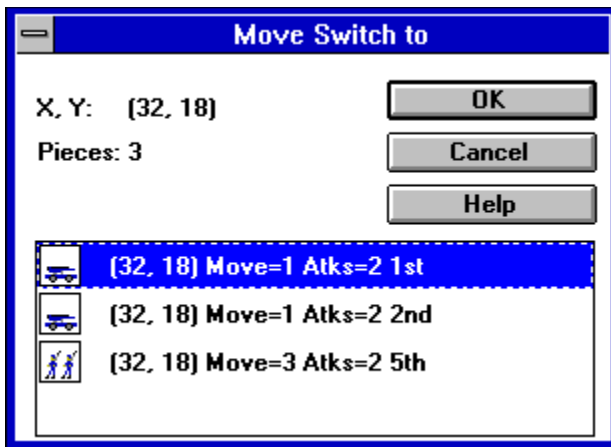 Move Switch to
X, Y: (32, 18)
OK
Pieces: 3
Cancel
Help
(32, 18) Move=1 Atks=2 1st
(32, 18) Move=1 Atks=2 2nd
(32, 18) Move=3 Atks=2 5th